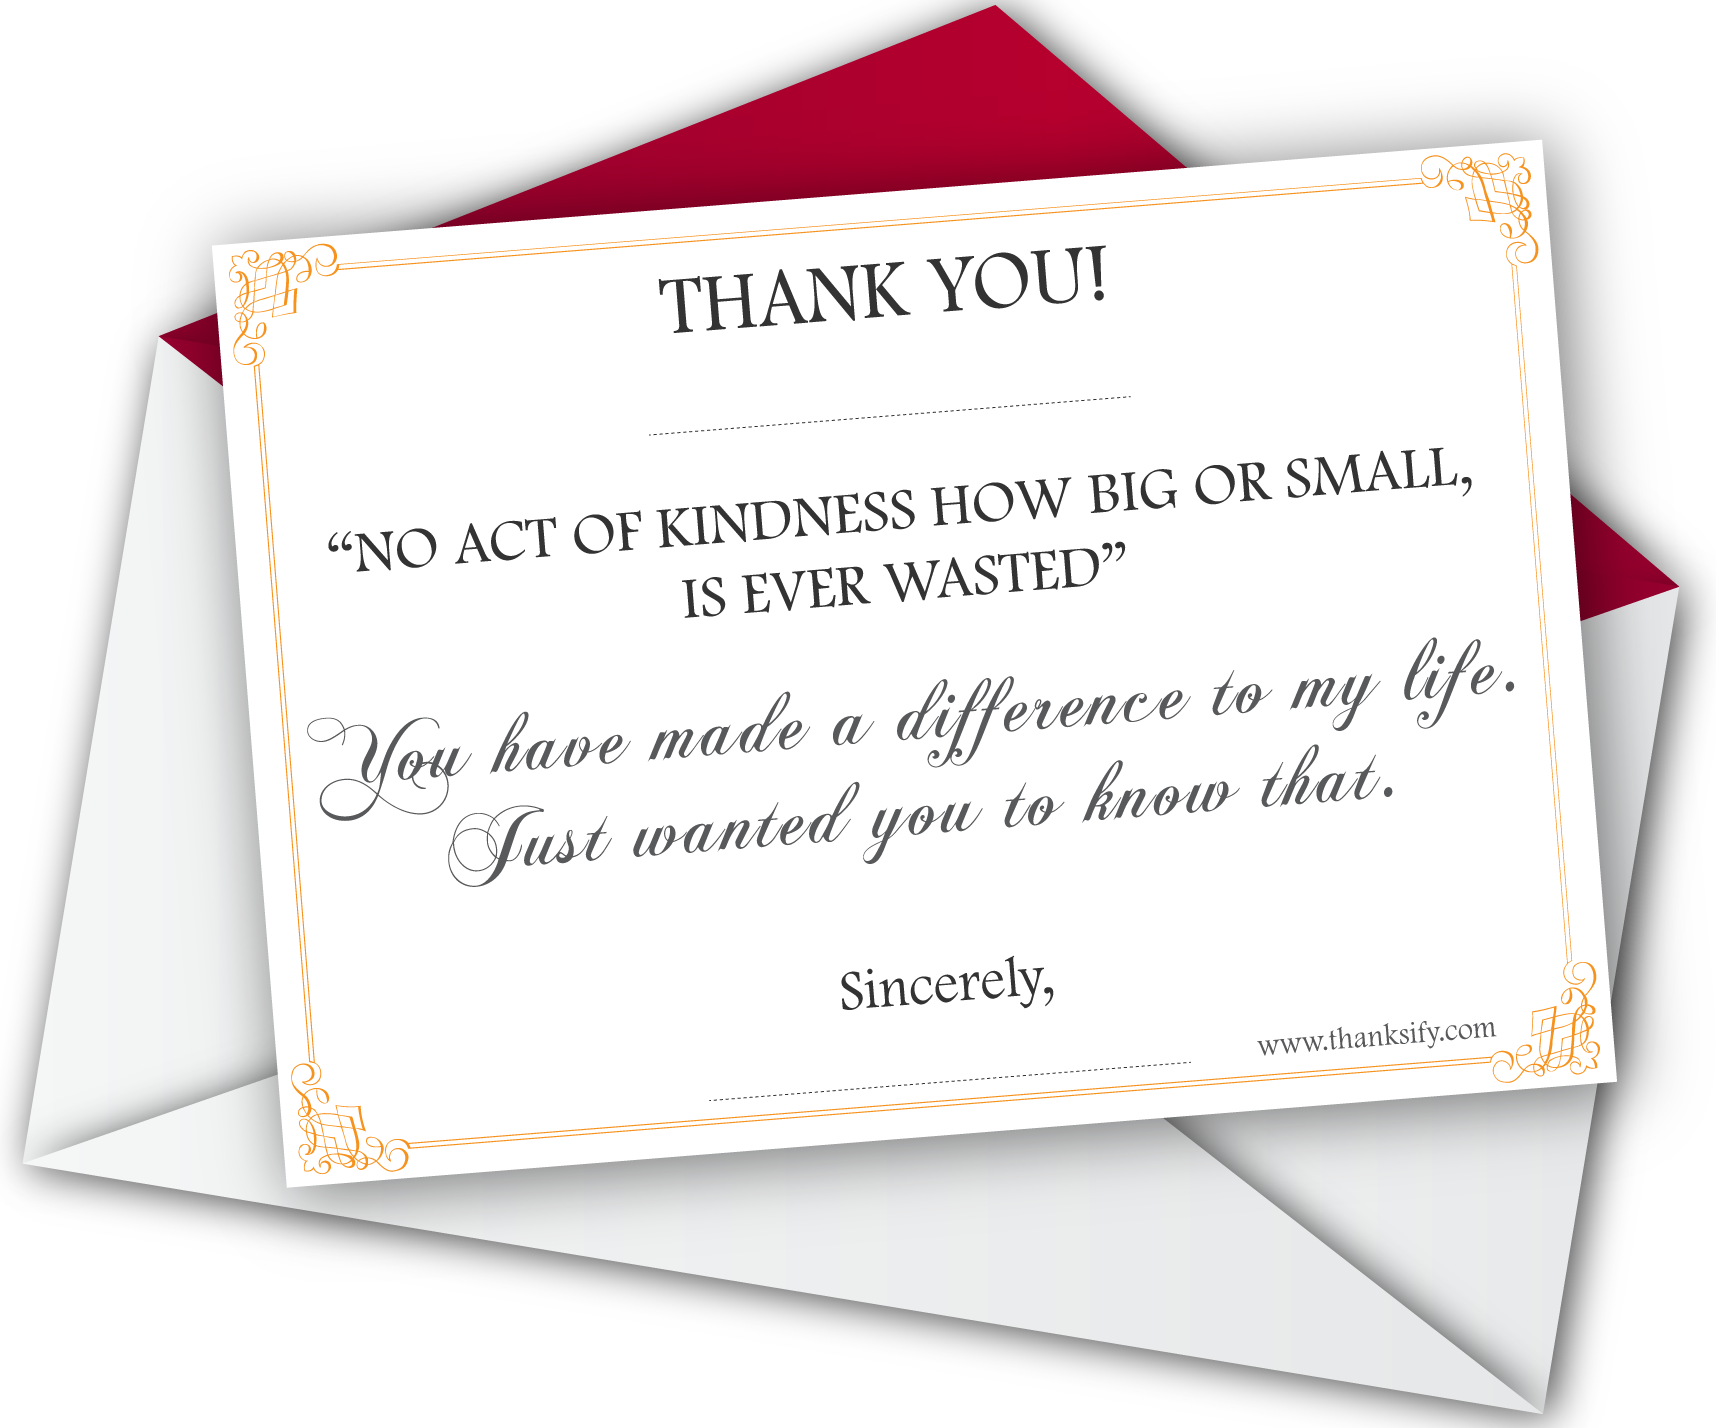 THANK YOU!
“NO ACT OF KINDNESS HOW BIG OR SMALL,
IS EVER WASTED”
You have made a difference to my life.
Just wanted you to know that.
Sincerely,
www.thanksify.com